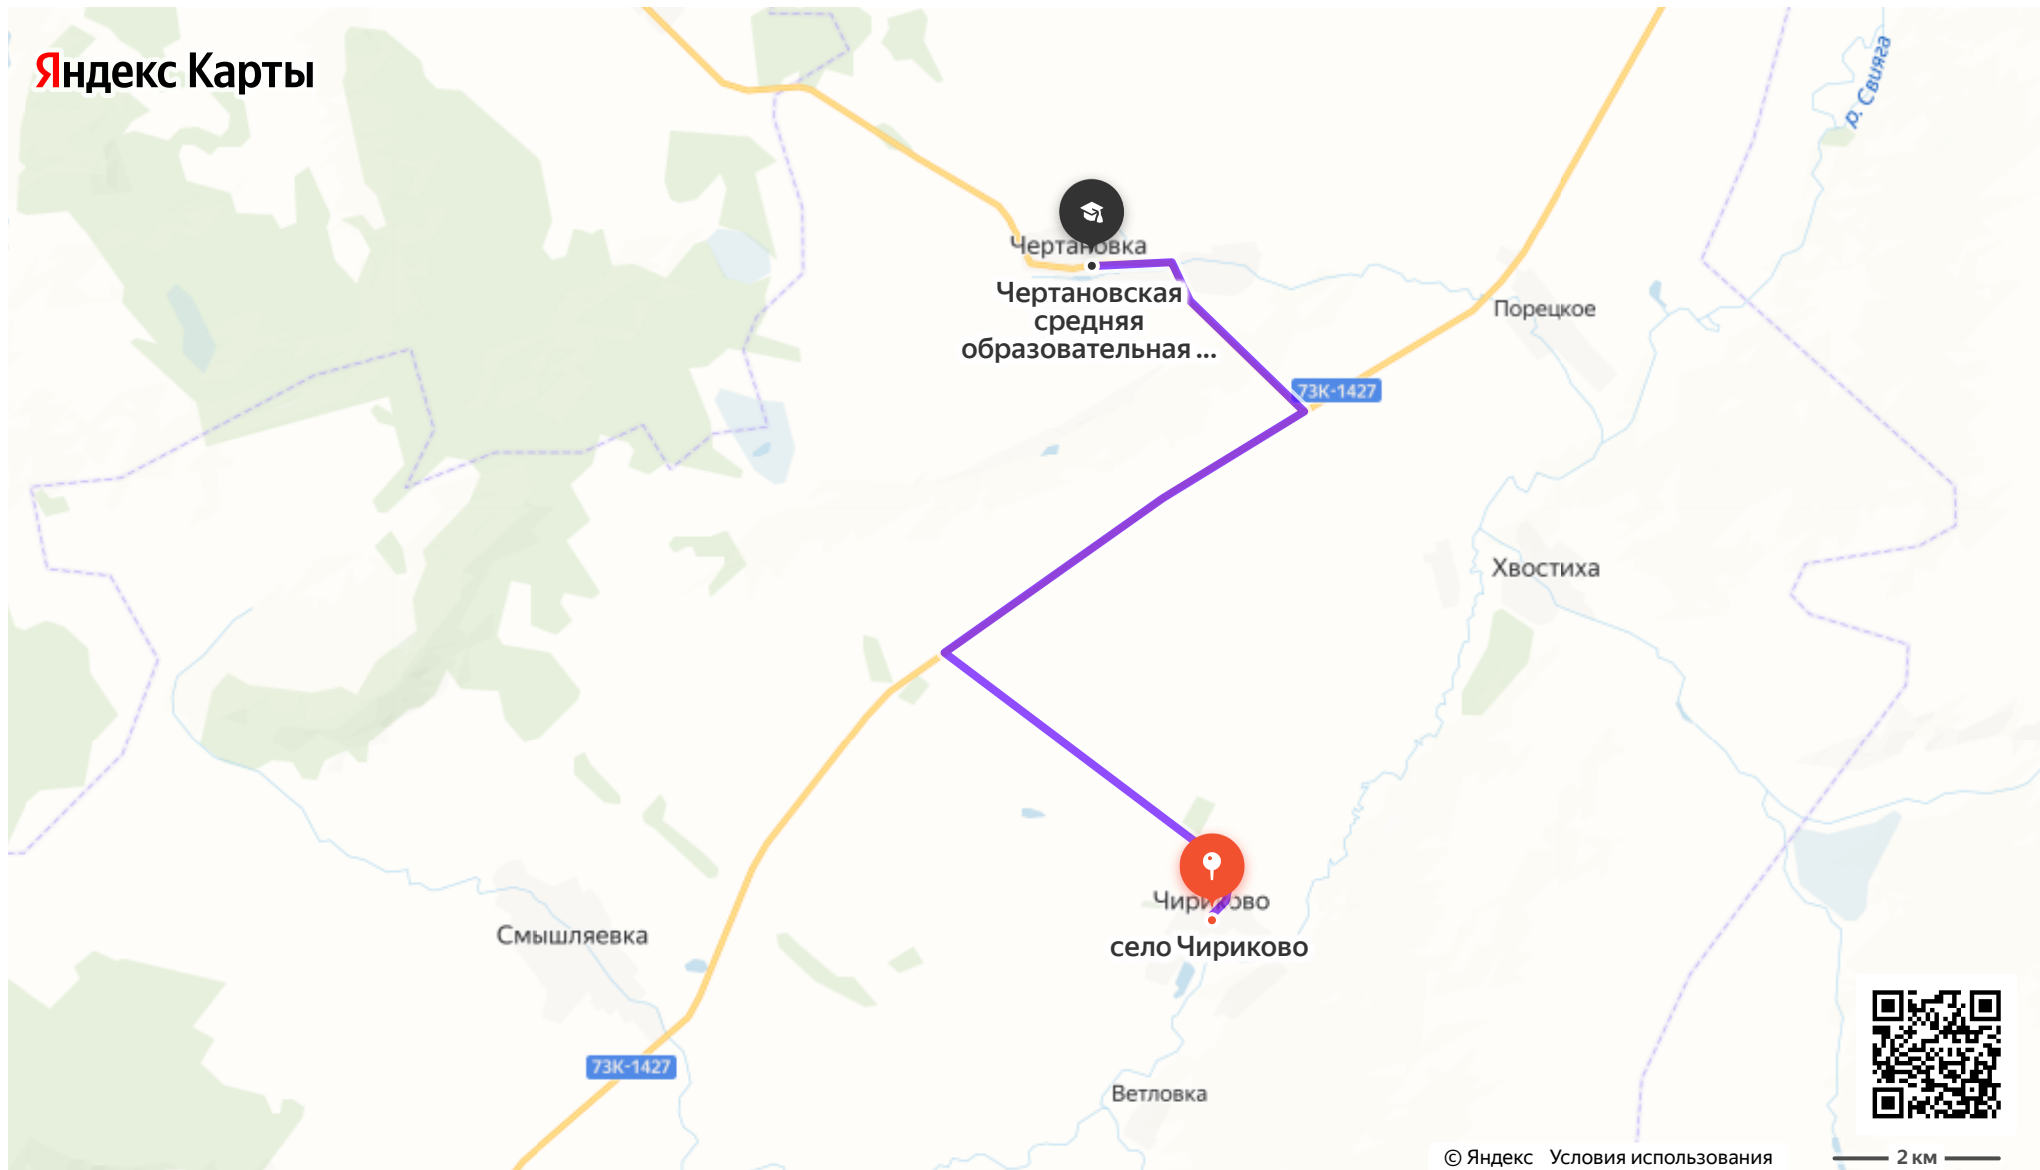 Яндекс Карты
р. Свияга
Чертановка
Чертановская
средняя
образовательная ...
Порецкое
73К-1427
Хвостиха
Чириково
село Чириково
Смышляевка
73К-1427
Ветловка
© Яндекс Условия использования
2 км